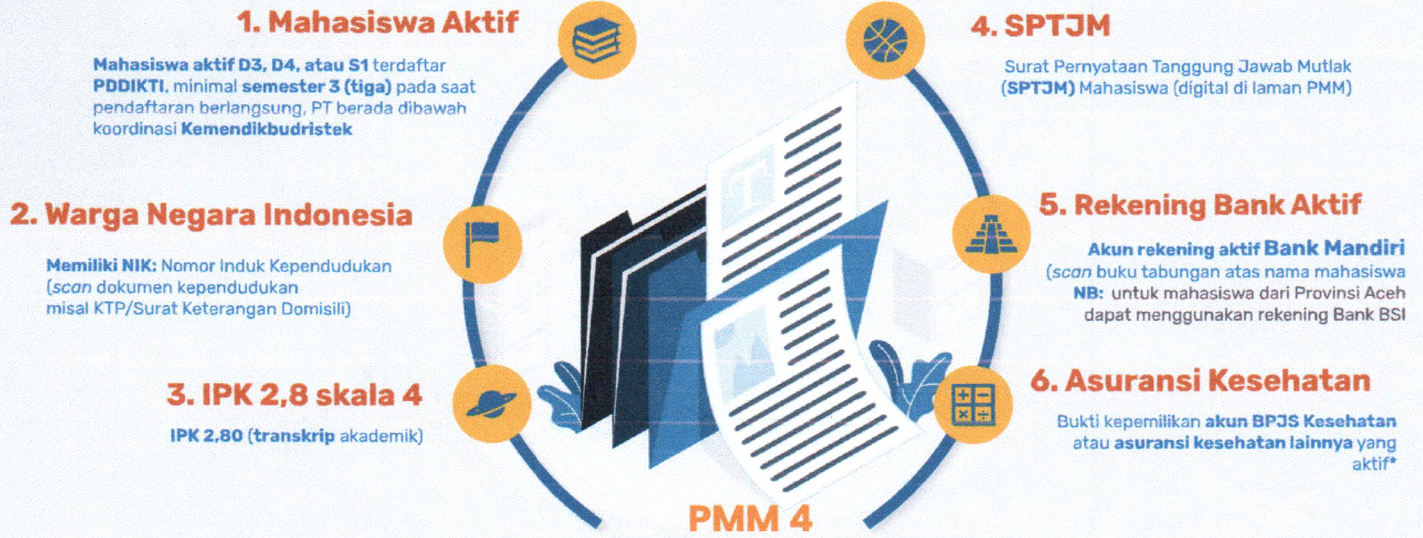 1. Mahasiswa Aktif
Mahasiswa aktif D3, D4, atau S1 terdaftar
PDDIKTI, minimal semester 3 (tiga) pada saat
pendaftaran berlangsung, PT berada dibawah
koordinasi Kemendikbudristek
2. Warga Negara Indonesia
Memiliki NIK: Nomor Induk Kependudukan
(scan dokumen kependudukan
misal KTP/Surat Keterangan Domisili)
3. IPK 2,8 skala 4
IPK 2,80 (transkrip akademik)
4. SPTJM
Surat Pernyataan Tanggung Jawab Mutlak
(SPTJM) Mahasiswa (digital di laman PMM)
5. Rekening Bank Aktif
Akun rekening aktif Bank Mandiri
(scan buku tabungan atas nama mahasiswa
NB: untuk mahasiswa dari Provinsi Aceh
dapat menggunakan rekening Bank BSI
6. Asuransi Kesehatan
Bukti kepemilikan akun BPJS Kesehatan
atau asuransi kesehatan lainnya yang
aktif*
T
PMM 4